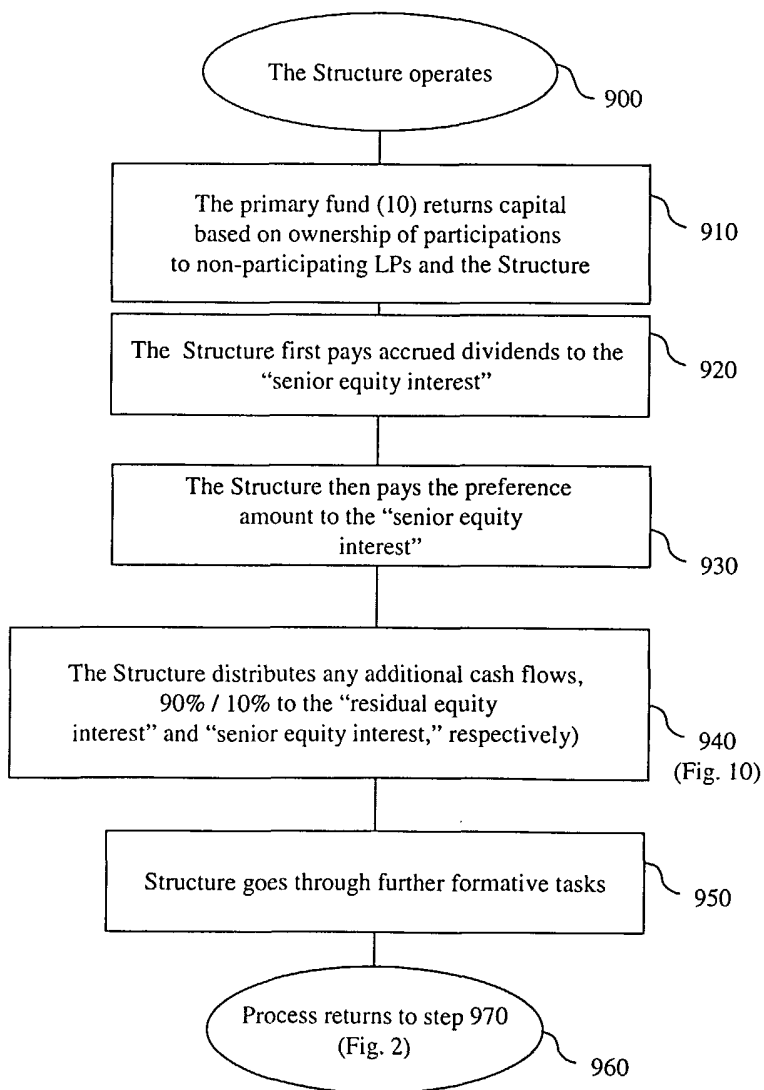 The Structure operates
900
The primary fund (10) returns capital
based on ownership of participations
to non-participating LPs and the Structure
910
The Structure first pays accrued dividends to the
“senior equity interest”
920
The Structure then pays the preference
amount to the “senior equity
interest”
930
The Structure distributes any additional cash flows,
90% / 10% to the “residual equity
interest” and “senior equity interest,” respectively)
940
(Fig. 10)
Structure goes through further formative tasks
950
Process returns to step 970
(Fig. 2)
960